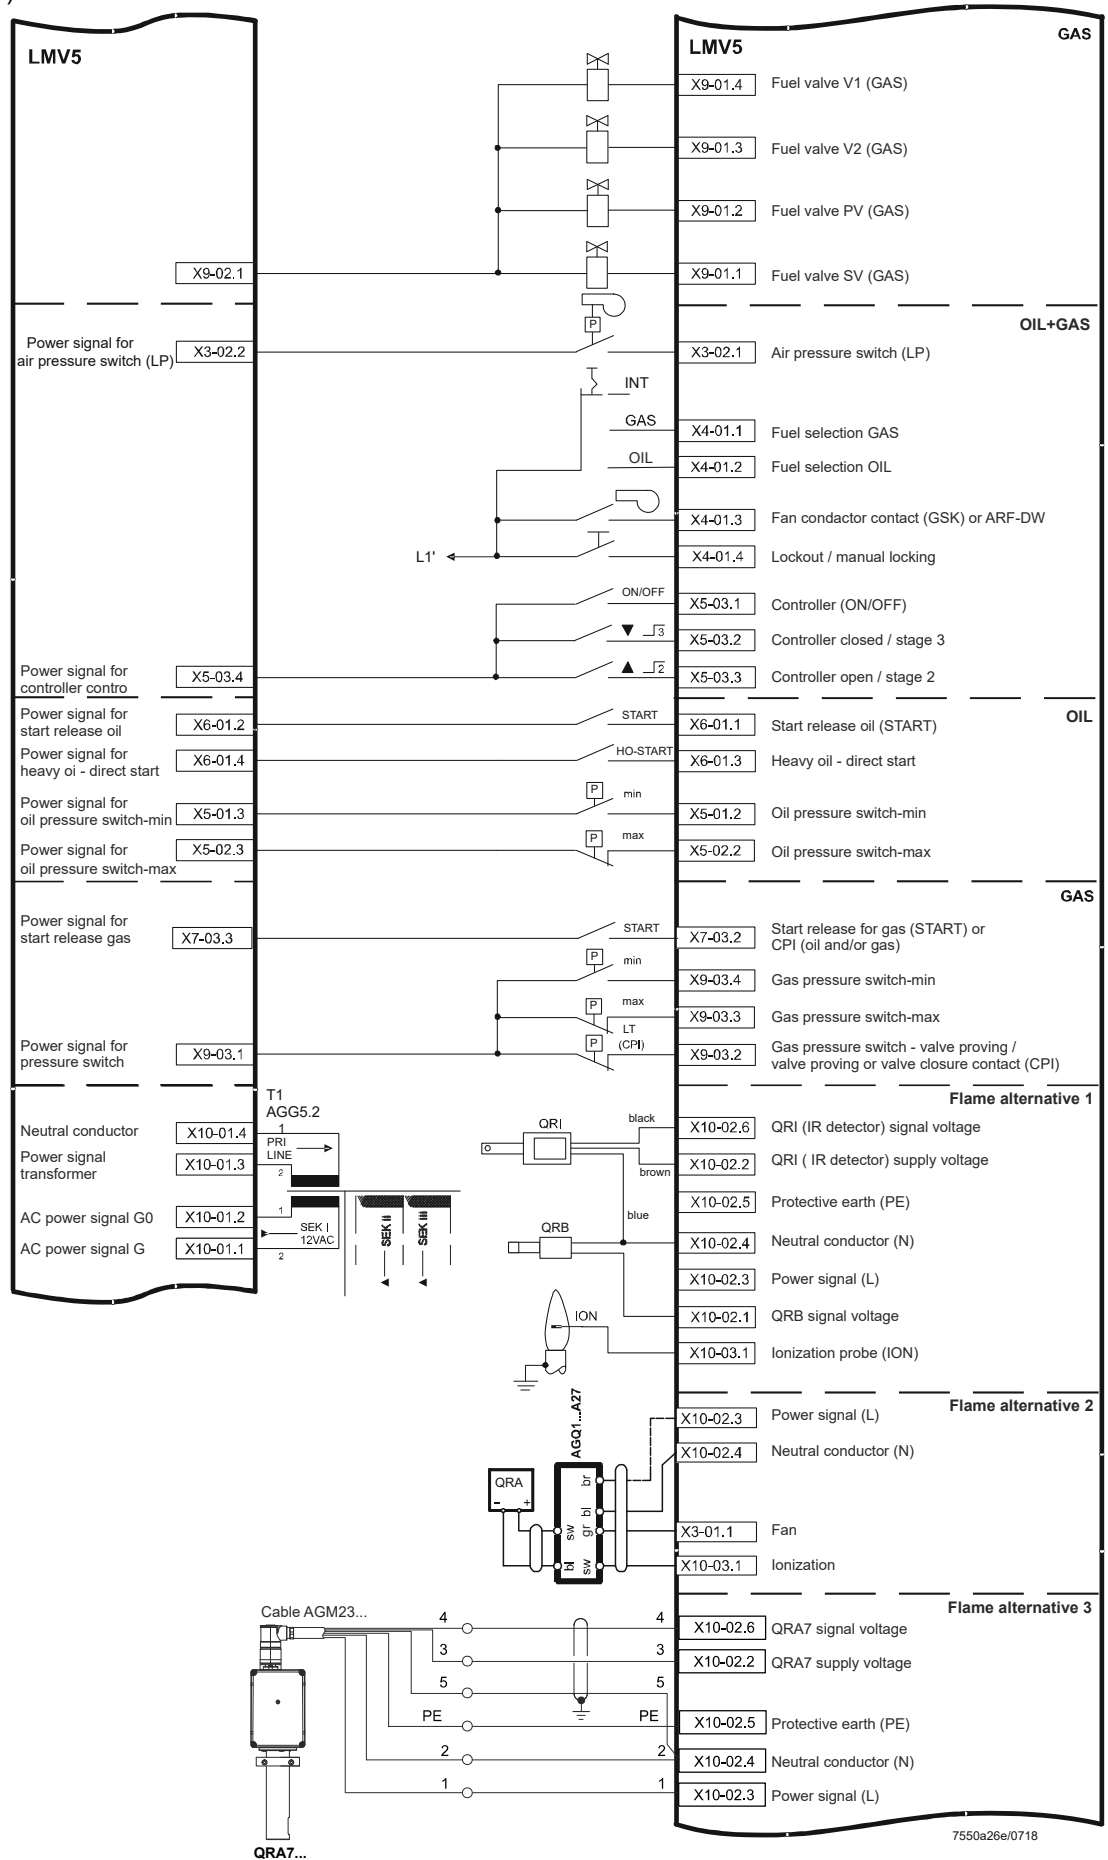 )
LMV5
LMV5
GAS
X9-01.4 Fuel valve V1 (GAS)
X9-01.3 Fuel valve V2 (GAS)
X9-01.2 Fuel valve PV (GAS)
X9-02.1
X9-01.1 Fuel valve SV (GAS)
OIL+GAS
Power signal for
air pressure switch (LP)
X3-02.2
P
X3-02.1 Air pressure switch (LP)
INT
GAS
X4-01.1 Fuel selection GAS
OIL
X4-01.2 Fuel selection OIL
X4-01.3 Fan condactor contact (GSK) or ARF-DW
L1'
X4-01.4 Lockout / manual locking
ON/OFF
X5-03.1 Controller (ON/OFF)
3
X5-03.2 Controller closed / stage 3
Power signal for
controller contro
X5-03.4
2
X5-03.3 Controller open / stage 2
OIL
Power signal for
start release oil
X6-01.2
START
X6-01.1 Start release oil (START)
Power signal for
heavy oi - direct start
X6-01.4
HO-START
X6-01.3 Heavy oil - direct start
Power signal for
oil pressure switch-min
X5-01.3
P
min
X5-01.2 Oil pressure switch-min
Power signal for
oil pressure switch-max
X5-02.3
P
max
X5-02.2 Oil pressure switch-max
GAS
Power signal for
start release gas
X7-03.3
START
X7-03.2 Start release for gas (START) or
CPI (oil and/or gas)
P
min
X9-03.4 Gas pressure switch-min
P
max
X9-03.3 Gas pressure switch-max
Power signal for
pressure switch
X9-03.1
P
LT
(CPI)
X9-03.2 Gas pressure switch - valve proving /
valve proving or valve closure contact (CPI)
Flame alternative 1
T1
AGG5.2
Neutral conductor
X10-01.4
1
PRI
LINE
Power signal
transformer
X10-01.3
2
AC power signal G0
X10-01.2
1
SEK I
12VAC
AC power signal G
X10-01.1
2
SEK II
SEK III
QRI
black
X10-02.6 QRI (IR detector) signal voltage
brown
X10-02.2 QRI ( IR detector) supply voltage
X10-02.5 Protective earth (PE)
blue
QRB
X10-02.4 Neutral conductor (N)
X10-02.3 Power signal (L)
X10-02.1 QRB signal voltage
ION
X10-03.1 Ionization probe (ION)
Flame alternative 2
AGQ1...A27
X10-02.3 Power signal (L)
X10-02.4 Neutral conductor (N)
QRA
- +
br
bl
sw gr
bl sw
X3-01.1 Fan
X10-03.1 Ionization
Flame alternative 3
Cable AGM23...
4 4
X10-02.6 QRA7 signal voltage
3 3
X10-02.2 QRA7 supply voltage
5 5
PE PE
X10-02.5 Protective earth (PE)
2 2
X10-02.4 Neutral conductor (N)
1 1
X10-02.3 Power signal (L)
7550a26e/0718
QRA7...